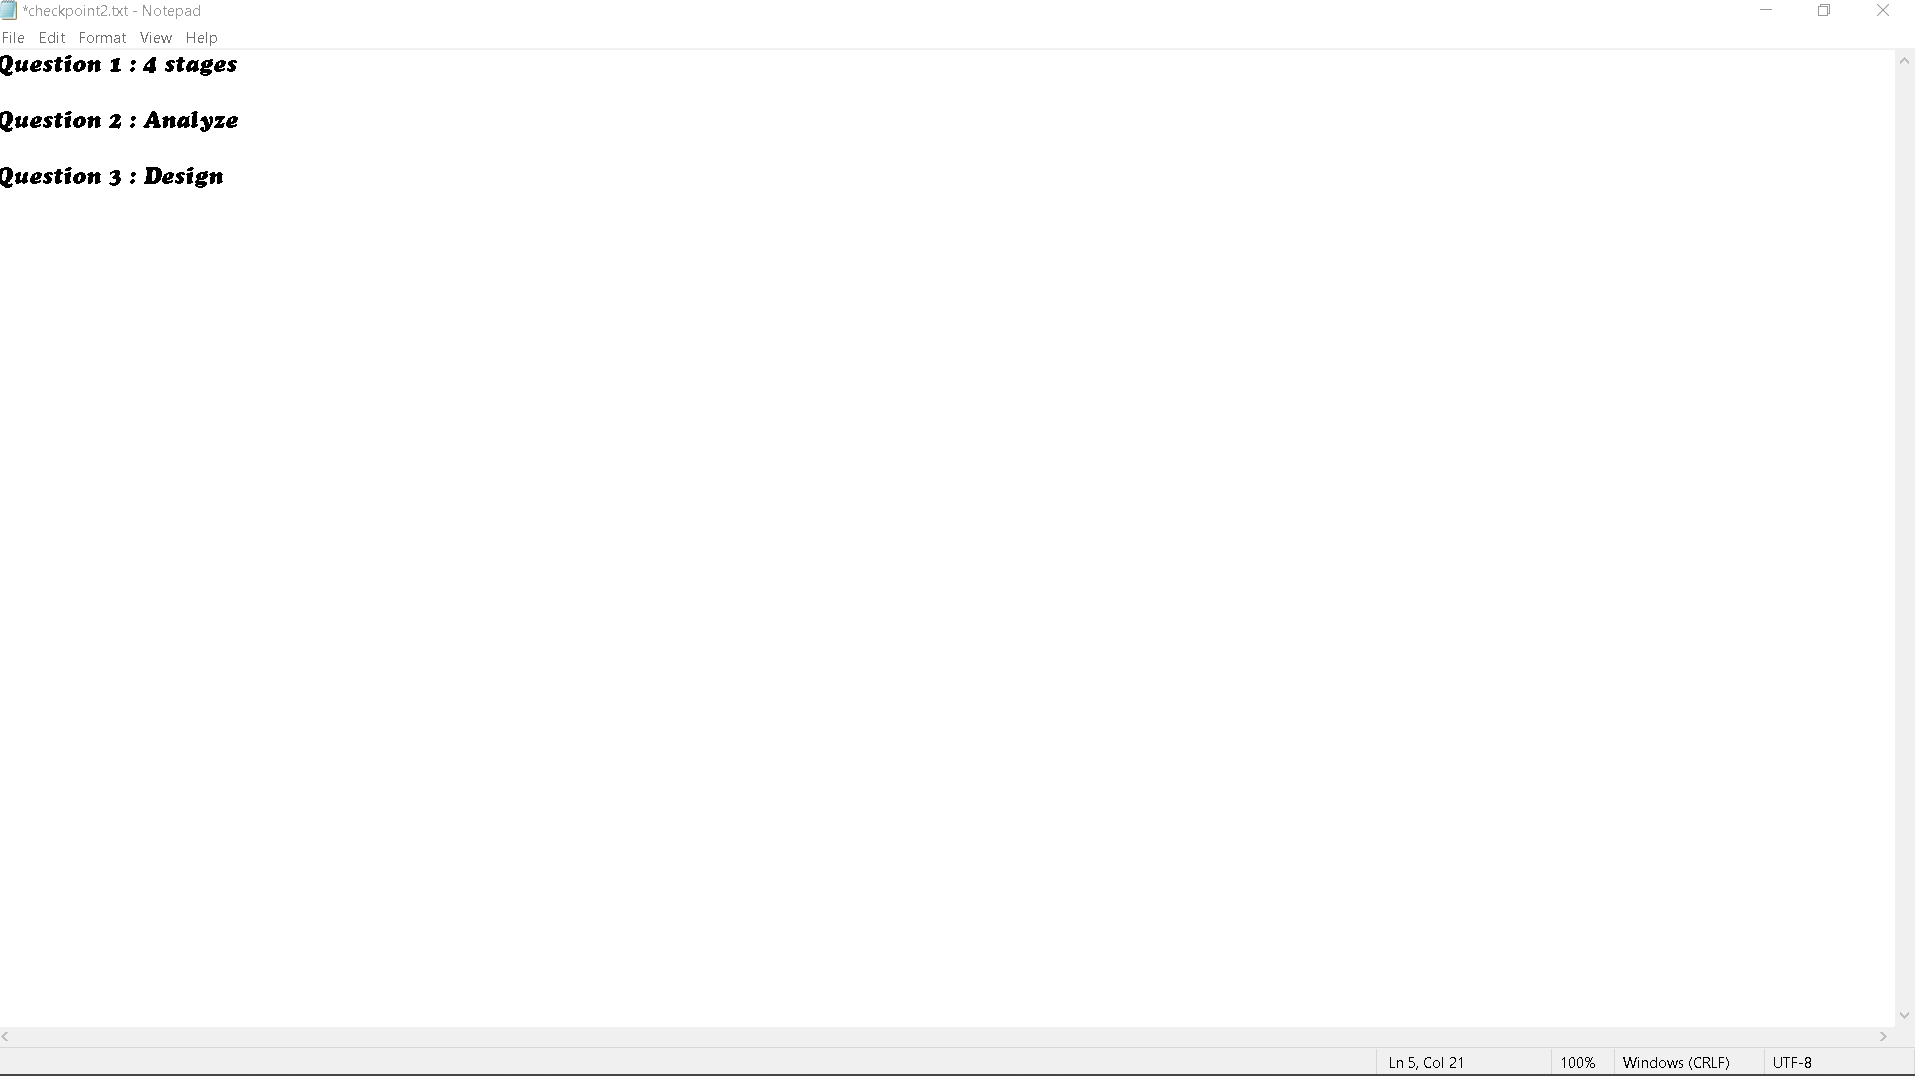 *checkpoint2.txt - Notepad
File Edit Format View Help
Question 1 : 4 stages
Question 2 : Analyze
Question 3 : Design
Ln 5, Col 21 100% Windows (CRLF) UTF-8